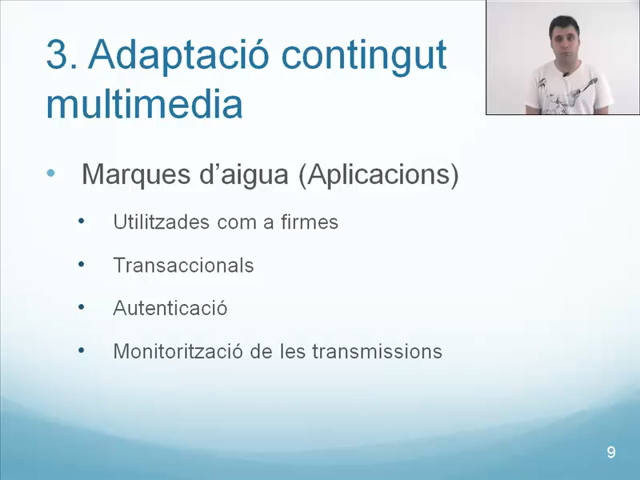 3. Adaptació contingut
multimedia
• Marques d’aigua (Aplicacions)
• Utilitzades com a firmes
• Transaccionals
• Autenticació
• Monitorització de les transmissions
9